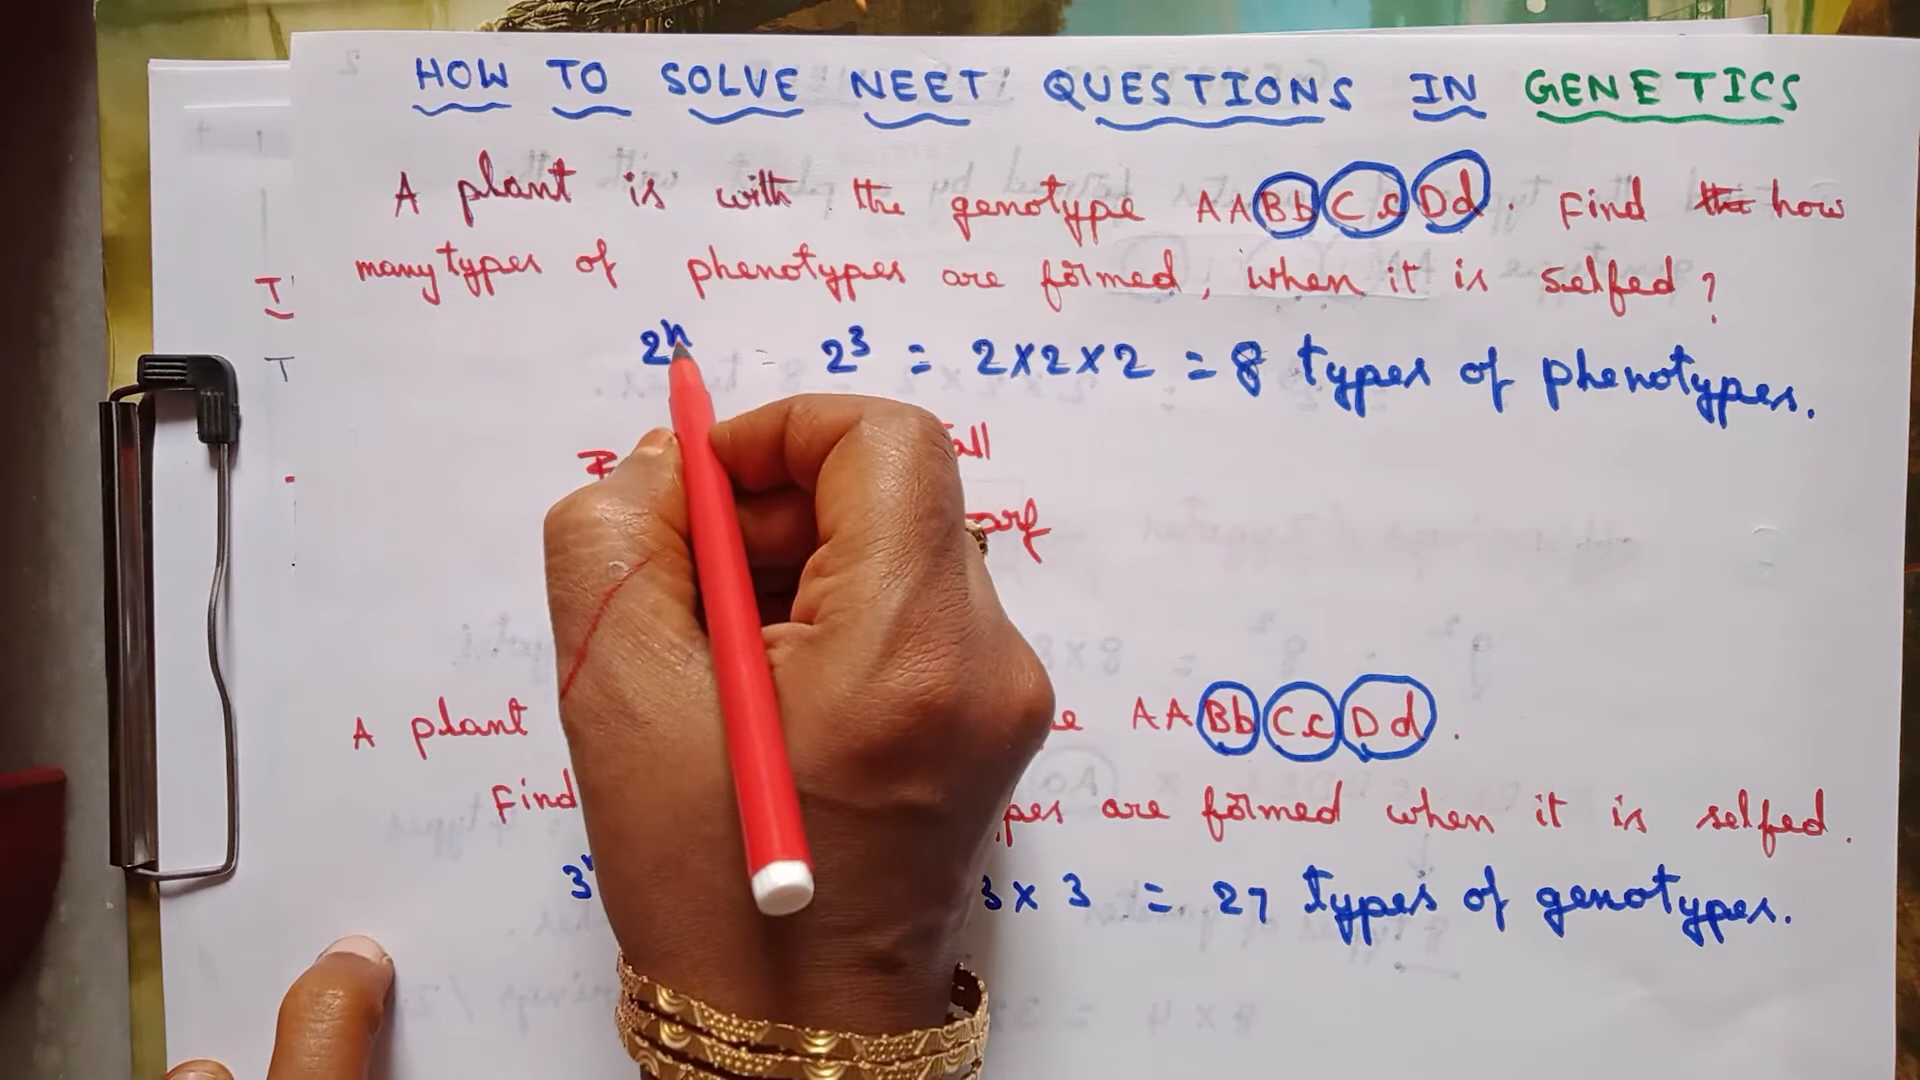 HOW TO SOLVE NEET QUESTIONS IN GENETICS
A plant is with the genotype AABbCcDd. Find how
many types of phenotypes are formed, when it is selfed?
2ⁿ = 2³ = 2×2×2 = 8 types of phenotypes.
A plant AABbCcDd.
Find are formed when it is selfed.
3 3 × 3 = 27 types of genotypes.